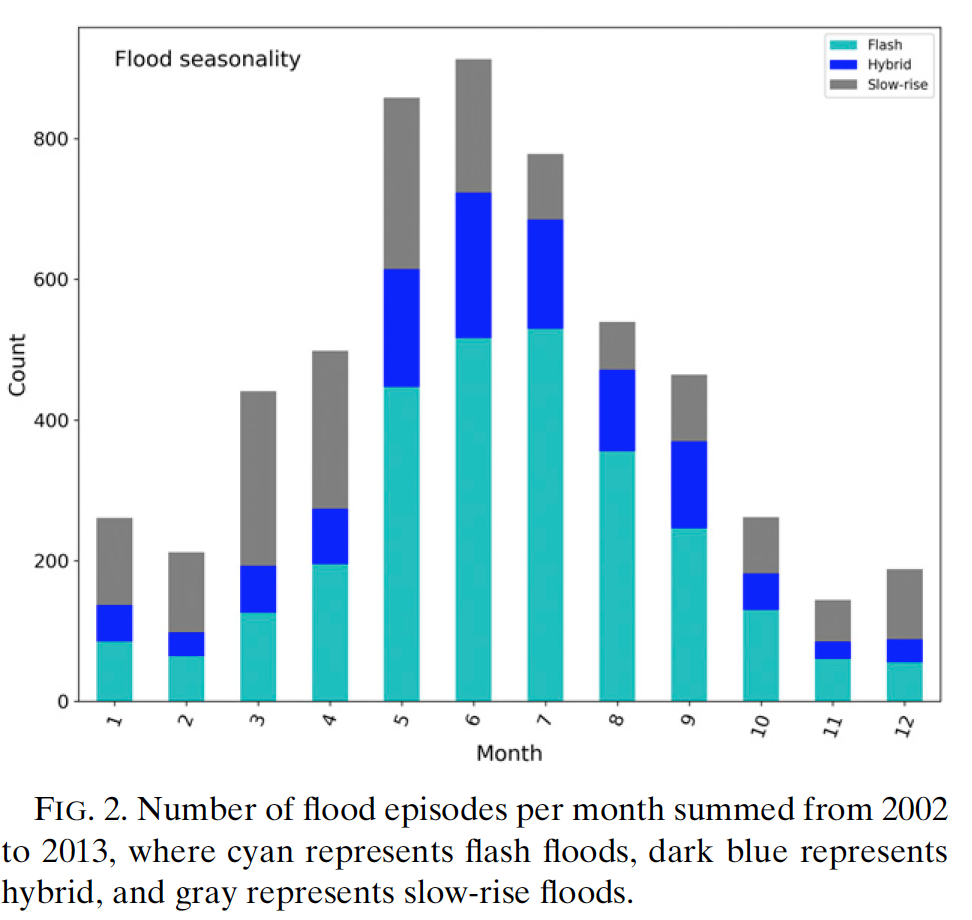 Flood seasonality
Flash
Hybrid
Slow-rise
800
600
400
200
0
Count
1 2 3 4 5 6 7 8 9 10 11 12
Month
FIG. 2. Number of flood episodes per month summed from 2002
to 2013, where cyan represents flash floods, dark blue represents
hybrid, and gray represents slow-rise floods.